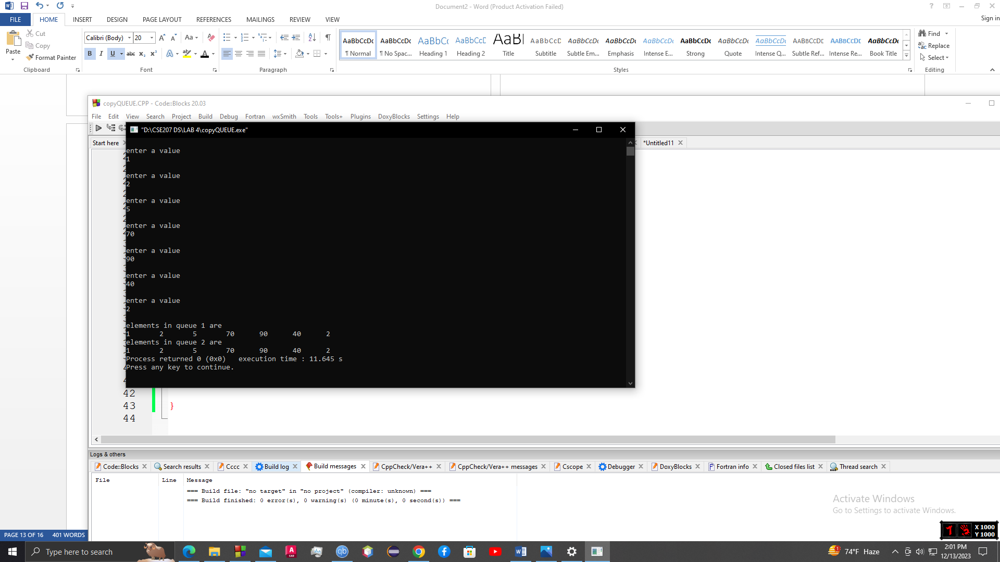 Document2 - Word (Product Activation Failed)
FILE HOME INSERT DESIGN PAGE LAYOUT REFERENCES MAILINGS REVIEW VIEW Sign in
Paste
Cut
Copy
Format Painter
Clipboard
Calibri (Body) 20
Font
Paragraph
AaBbCcDc AaBbCcDc AaBbCc AaBbCcD AaB AaBbCcD AaBbCcDc AaBbCcDc AaBbCcDc AaBbCcDc AaBbCcDc AaBbCcDc AABBCCDE AABBCCDE AaBbCcDc
¶ Normal ¶ No Spac... Heading 1 Heading 2 Title Subtitle Subtle Em... Emphasis Intense E... Strong Quote Intense Q... Subtle Ref... Intense Re... Book Title
Styles
Find
Replace
Select
Editing
copyQUEUE.CPP - Code::Blocks 20.03
File Edit View Search Project Build Debug Fortran wxSmith Tools Tools+ Plugins DoxyBlocks Settings Help
Start here
*Untitled11
"D:\CSE207 DS\LAB 4\copyQUEUE.exe"
enter a value
1
enter a value
2
enter a value
5
enter a value
70
enter a value
90
enter a value
40
enter a value
2
elements in queue 1 are
1 2 5 70 90 40 2
elements in queue 2 are
1 2 5 70 90 40 2
Process returned 0 (0x0) execution time : 11.645 s
Press any key to continue.
42
43 }
44
Logs & others
Code::Blocks Search results Cccc Build log Build messages CppCheck/Vera++ CppCheck/Vera++ messages Cscope Debugger DoxyBlocks Fortran info Closed files list Thread search
File Line Message
=== Build file: "no target" in "no project" (compiler: unknown) ===
=== Build finished: 0 error(s), 0 warning(s) (0 minute(s), 0 second(s)) ===
Activate Windows
Go to Settings to activate Windows.
X 1000
Y 1000
PAGE 13 OF 16 401 WORDS
Type here to search
74°F Haze
2:01 PM
12/13/2023